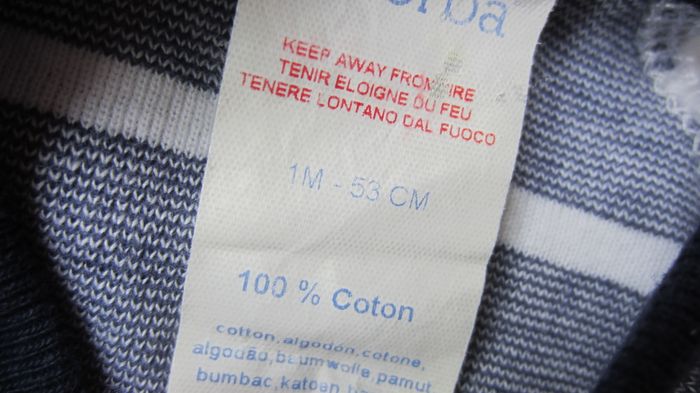 KEEP AWAY FROM FIRE
TENIR ELOIGNE DU FEU
TENERE LONTANO DAL FUOCO
1M - 53 CM
100 % Coton
cotton,algodón,cotone,
algodão,baumwolle,pamut
bumbac,katoen